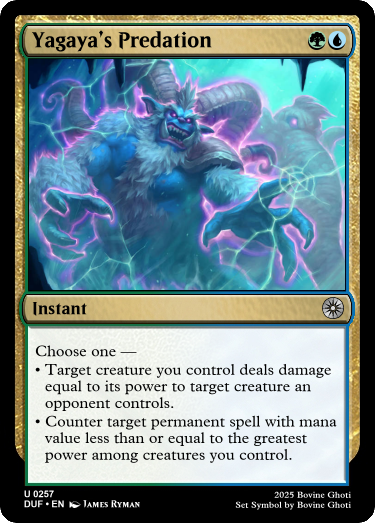 Yagaya's Predation
Instant
Choose one —
• Target creature you control deals damage
equal to its power to target creature an
opponent controls.
• Counter target permanent spell with mana
value less than or equal to the greatest
power among creatures you control.
U 0257
DUF • EN James Ryman
2025 Bovine Ghoti
Set Symbol by Bovine Ghoti